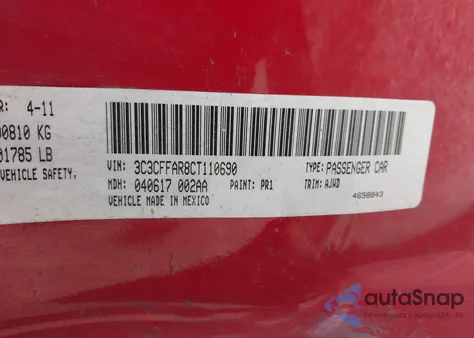 R: 4-11
00810 KG
01785 LB
VEHICLE SAFETY.
VIN: 3C3CFFAR8CT110690
TYPE: PASSENGER CAR
MDH: 040617 002AA
PAINT: PR1
TRIM: AJWD
VEHICLE MADE IN MEXICO
4658843
autoSnap